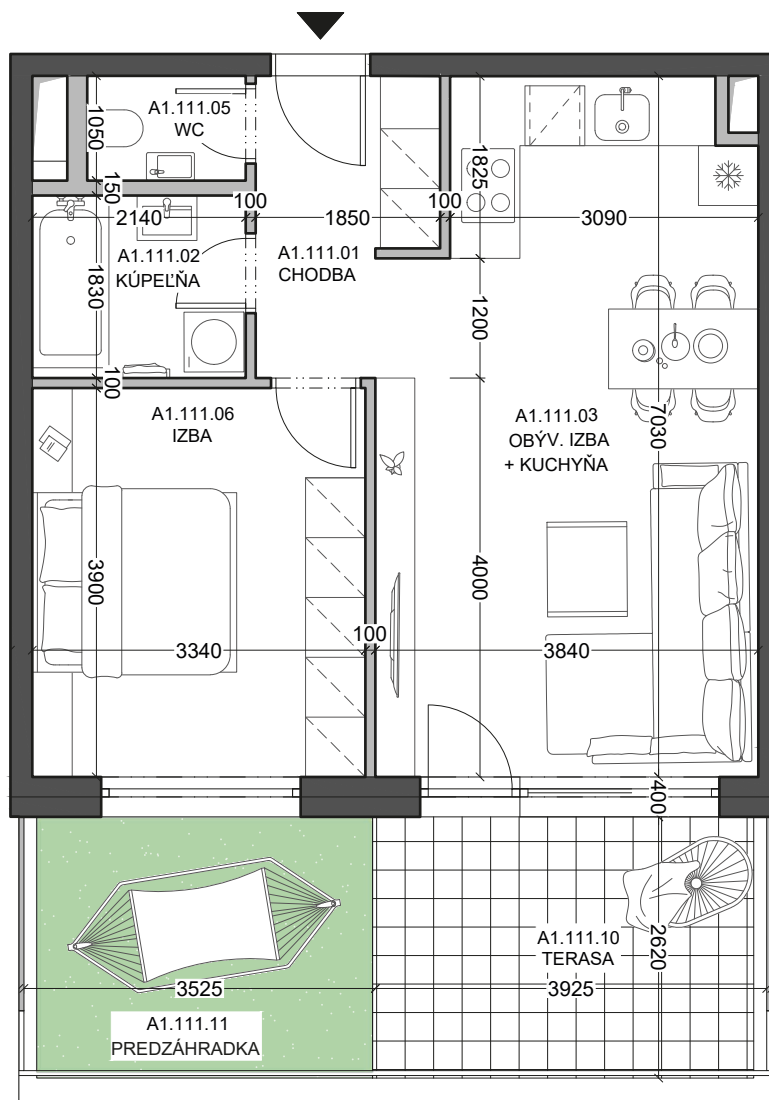 A1.111.05
WC
1050
150
2140
100
1850
100
1825
3090
A1.111.02
KÚPEĽŇA
A1.111.01
CHODBA
1830
1200
100
A1.111.06
IZBA
A1.111.03
OBÝV. IZBA
+ KUCHYŇA
7030
3900
4000
100
3340
3840
400
A1.111.10
TERASA
2620
3525
3925
A1.111.11
PREDZÁHRADKA